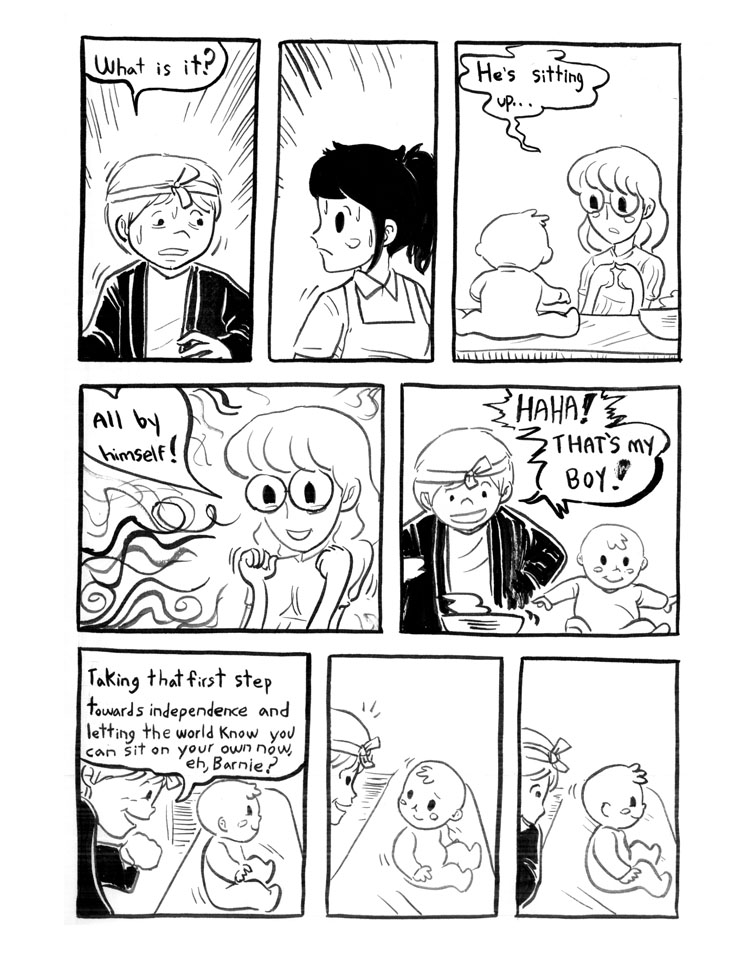 What is it?
He's sitting
up...
All by
himself!
HAHA!
THAT'S MY
BOY!
Taking that first step
towards independence and
letting the world know you
can sit on your own now,
eh, Barnie?